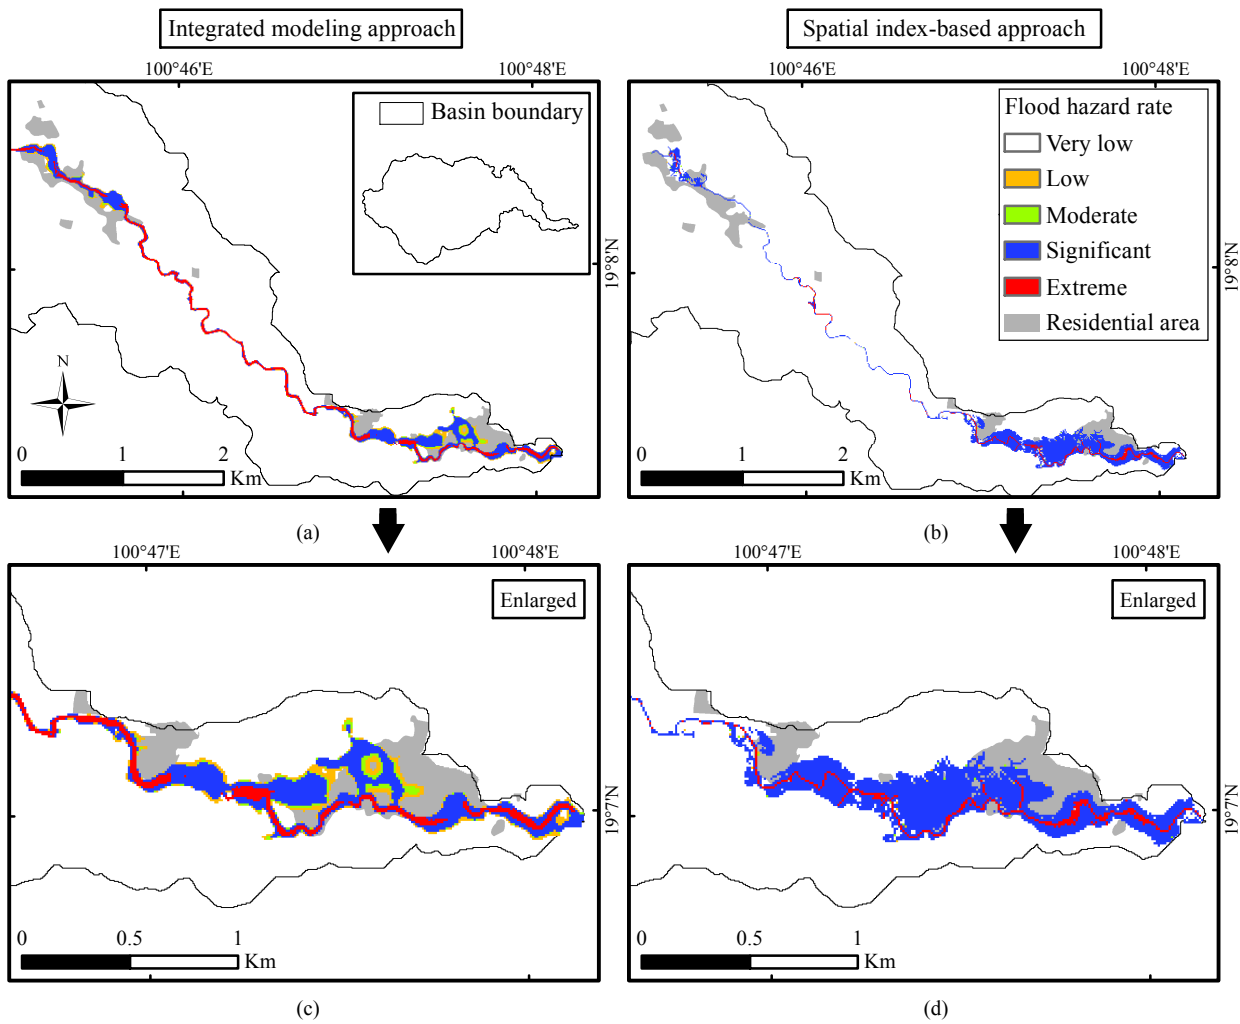 Integrated modeling approach
Spatial index-based approach
100°46'E
100°48'E
100°46'E
100°48'E
Basin boundary
Flood hazard rate
Very low
Low
Moderate
Significant
Extreme
Residential area
19°8'N
19°8'N
N
0 1 2
Km
0 1 2
Km
(a)
(b)
100°47'E
100°48'E
100°47'E
100°48'E
Enlarged
Enlarged
19°7'N
19°7'N
0 0.5 1
Km
0 0.5 1
Km
(c)
(d)